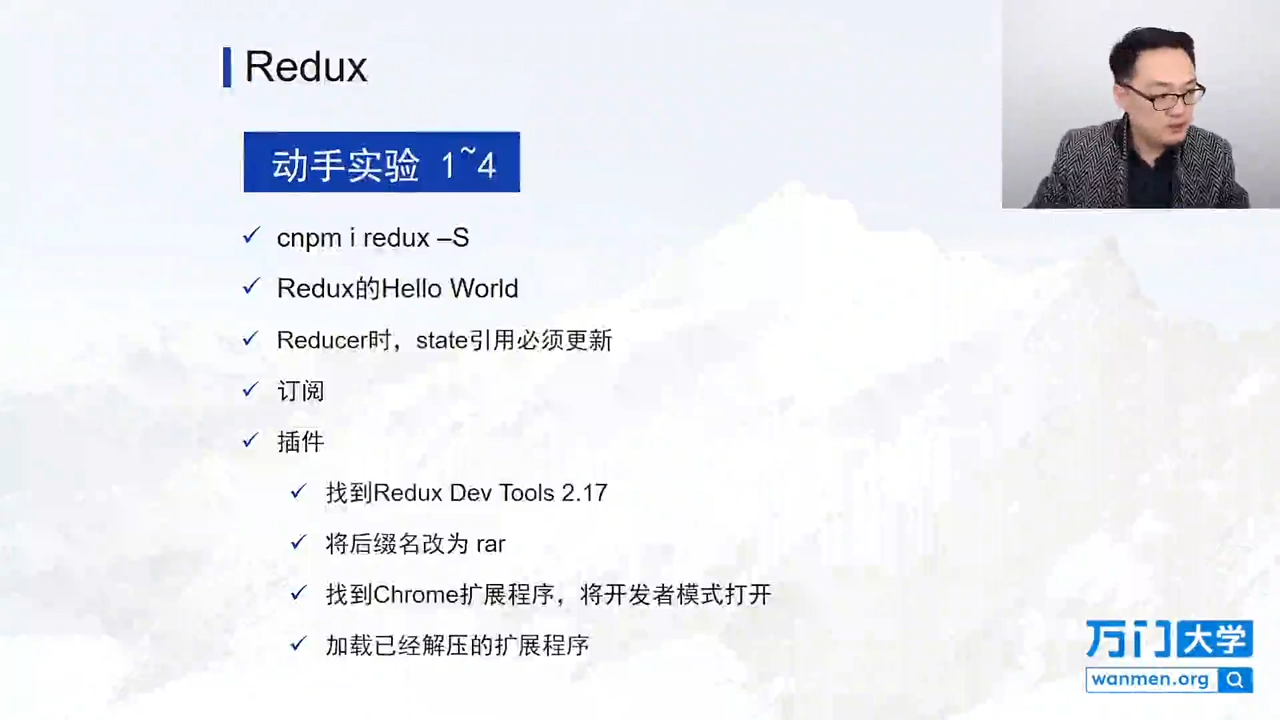 Redux
动手实验 1~4
cnpm i redux –S
Redux的Hello World
Reducer时，state引用必须更新
订阅
插件
找到Redux Dev Tools 2.17
将后缀名改为 rar
找到Chrome扩展程序，将开发者模式打开
加载已经解压的扩展程序
万门大学
wanmen.org